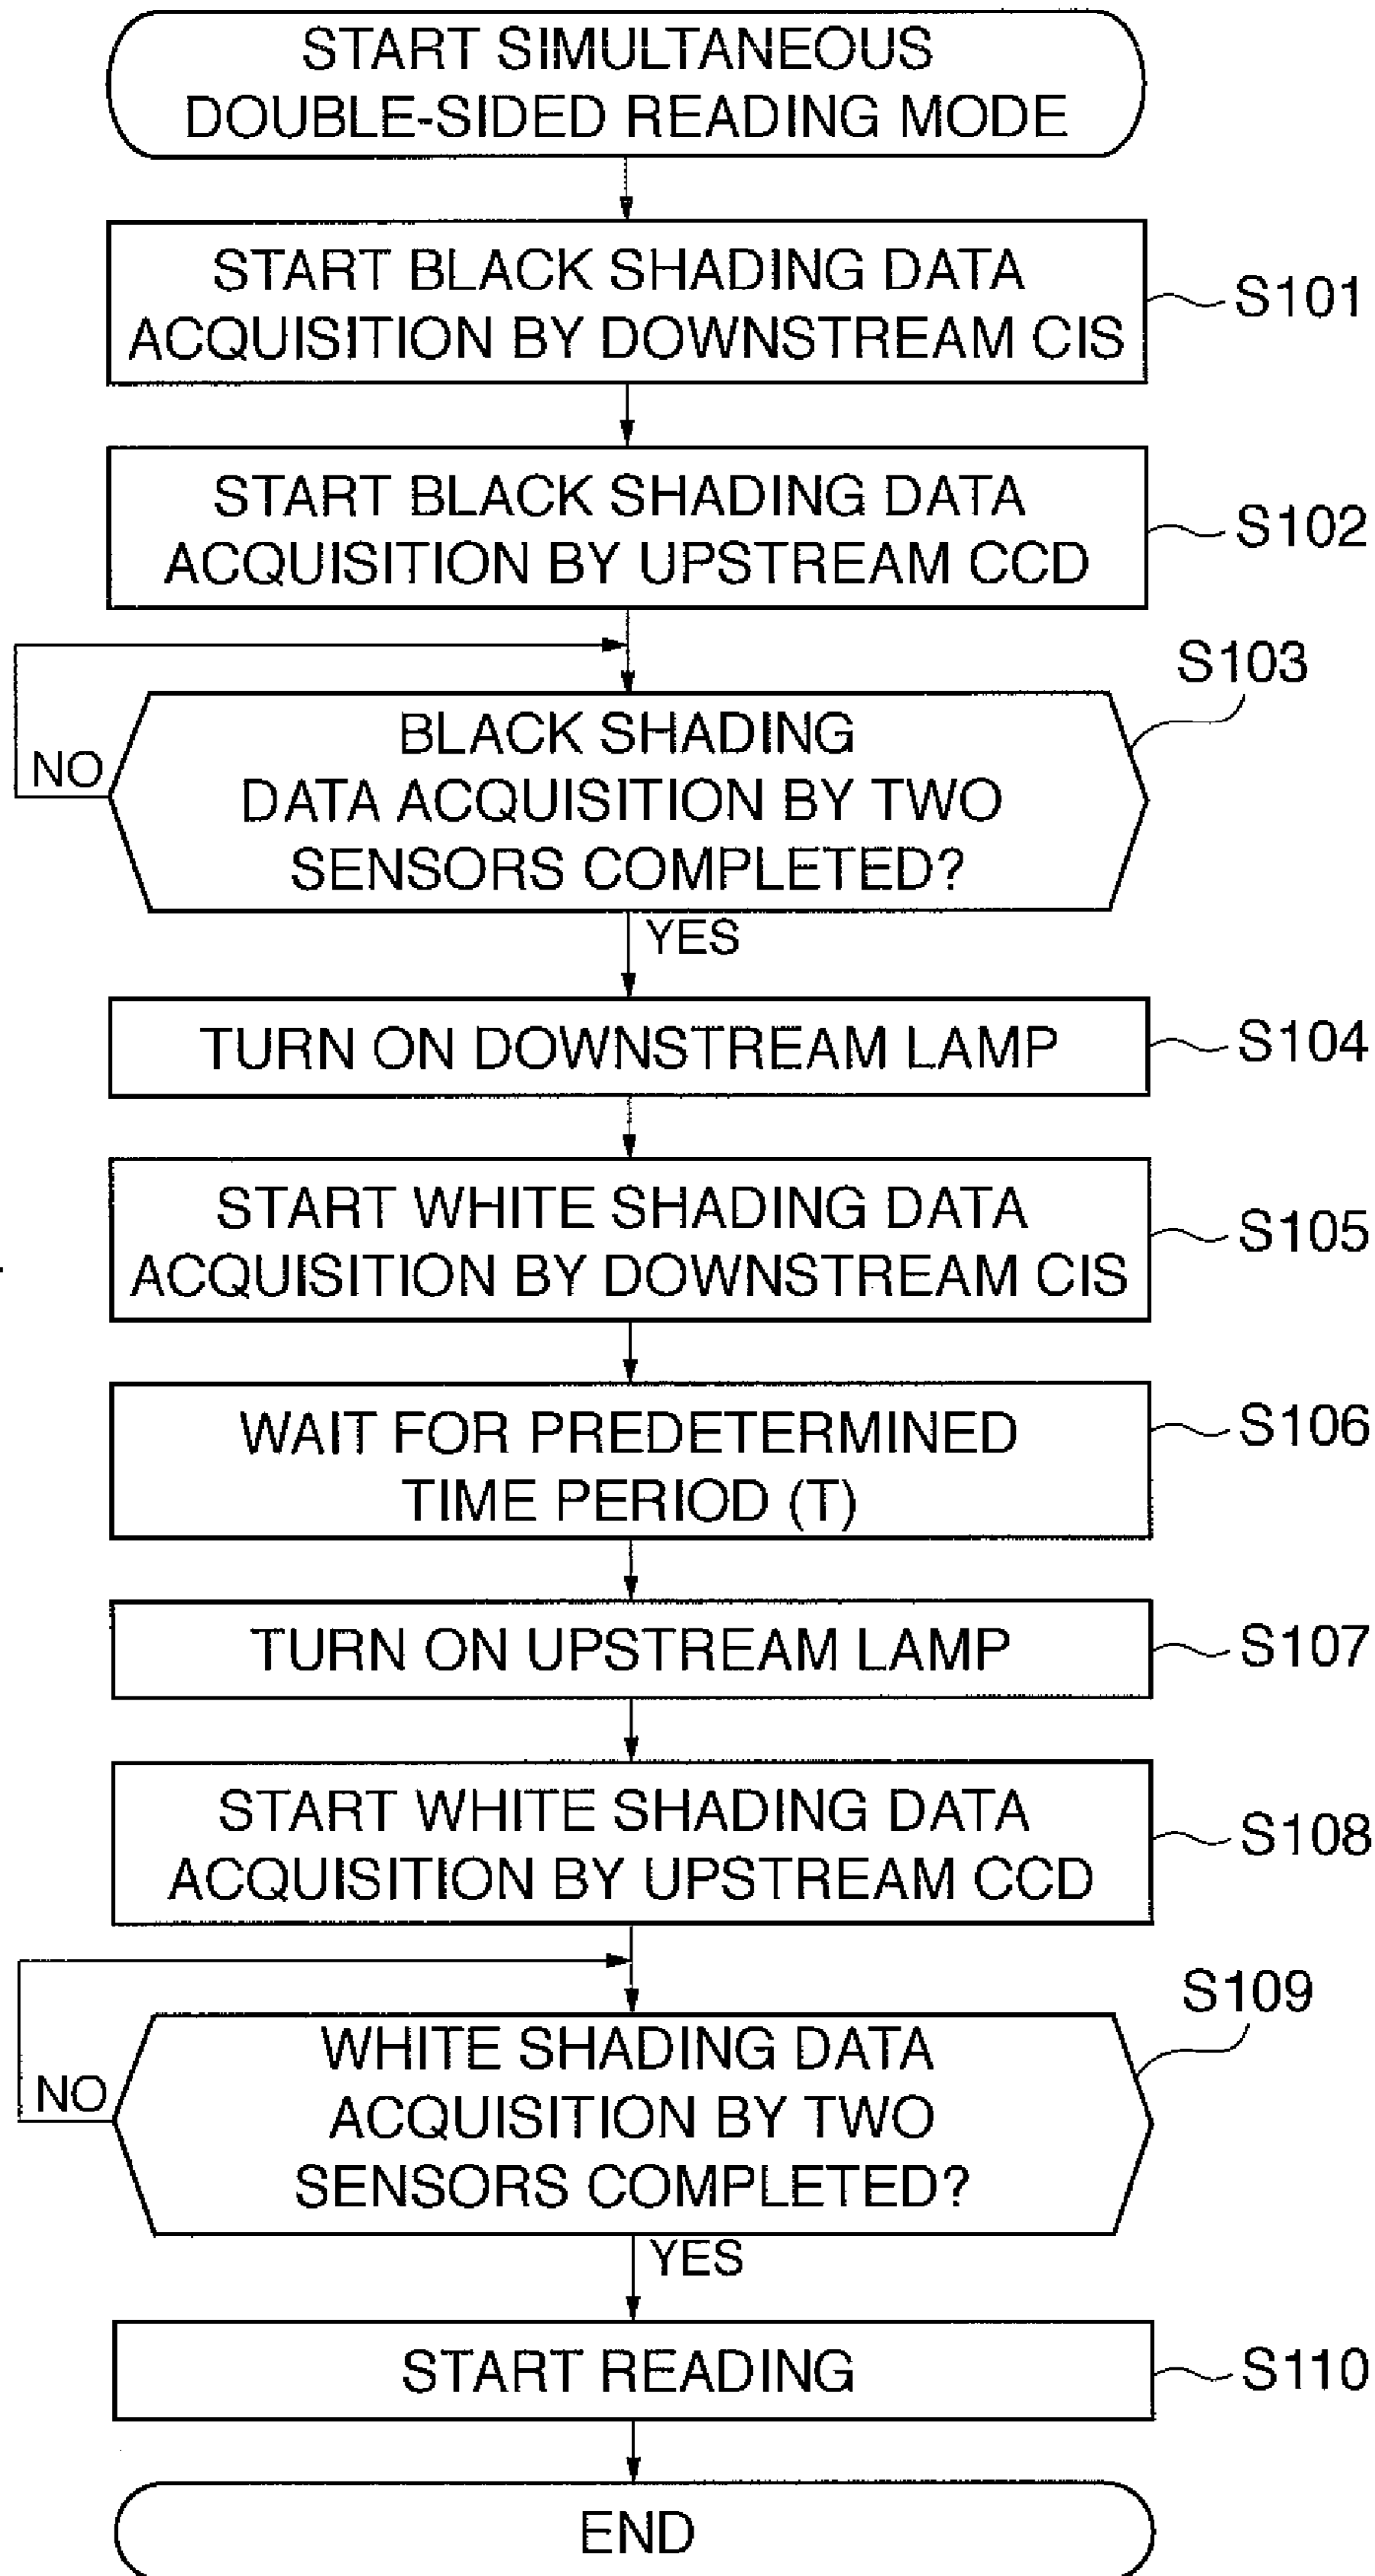 START SIMULTANEOUS
DOUBLE-SIDED READING MODE
START BLACK SHADING DATA
ACQUISITION BY DOWNSTREAM CIS
S101
START BLACK SHADING DATA
ACQUISITION BY UPSTREAM CCD
S102
S103
BLACK SHADING
DATA ACQUISITION BY TWO
SENSORS COMPLETED?
NO
YES
TURN ON DOWNSTREAM LAMP
S104
START WHITE SHADING DATA
ACQUISITION BY DOWNSTREAM CIS
S105
WAIT FOR PREDETERMINED
TIME PERIOD (T)
S106
TURN ON UPSTREAM LAMP
S107
START WHITE SHADING DATA
ACQUISITION BY UPSTREAM CCD
S108
S109
WHITE SHADING DATA
ACQUISITION BY TWO
SENSORS COMPLETED?
NO
YES
START READING
S110
END